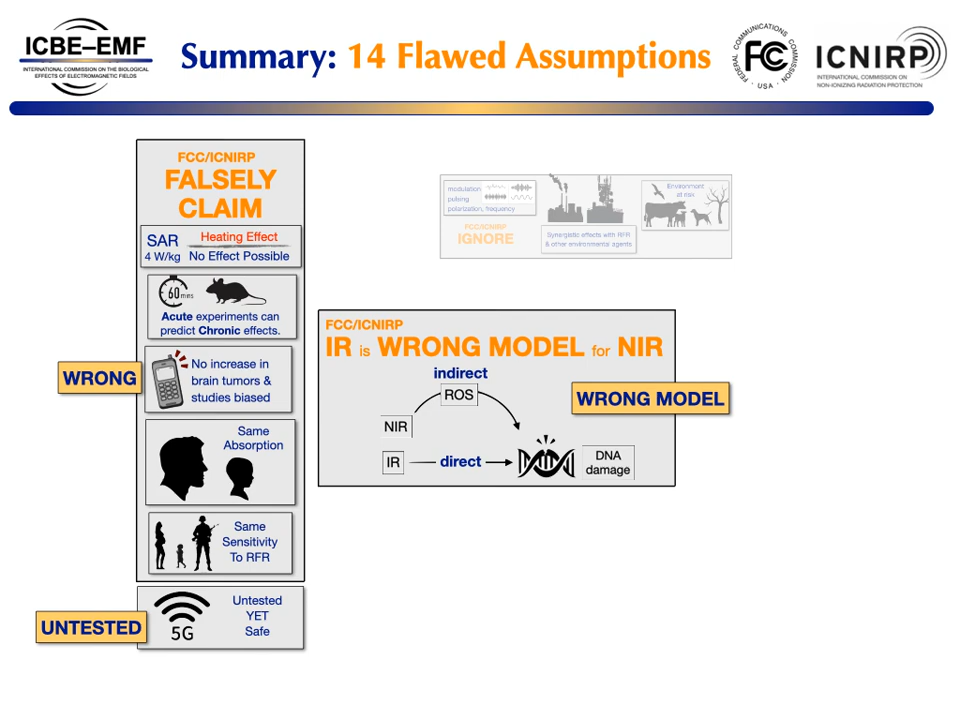 ICBE–EMF
INTERNATIONAL COMMISSION ON THE BIOLOGICAL
EFFECTS OF ELECTROMAGNETIC FIELDS
Summary: 14 Flawed Assumptions
FEDERAL COMMUNICATIONS COMMISSION
FC
· USA ·
ICNIRP
INTERNATIONAL COMMISSION ON
NON-IONIZING RADIATION PROTECTION
FCC/ICNIRP
FALSELY
CLAIM
SAR
4 W/kg
Heating Effect
No Effect Possible
60 mins
Acute experiments can
predict Chronic effects.
WRONG
No increase in
brain tumors &
studies biased
Same
Absorption
Same
Sensitivity
To RFR
UNTESTED
5G
Untested
YET
Safe
modulation
pulsing
polarization, frequency
FCC/ICNIRP
IGNORE
Synergistic effects with RFR
& other environmental agents
Environment
at risk
FCC/ICNIRP
IR is WRONG MODEL for NIR
indirect
ROS
WRONG MODEL
NIR
IR
direct
DNA
damage